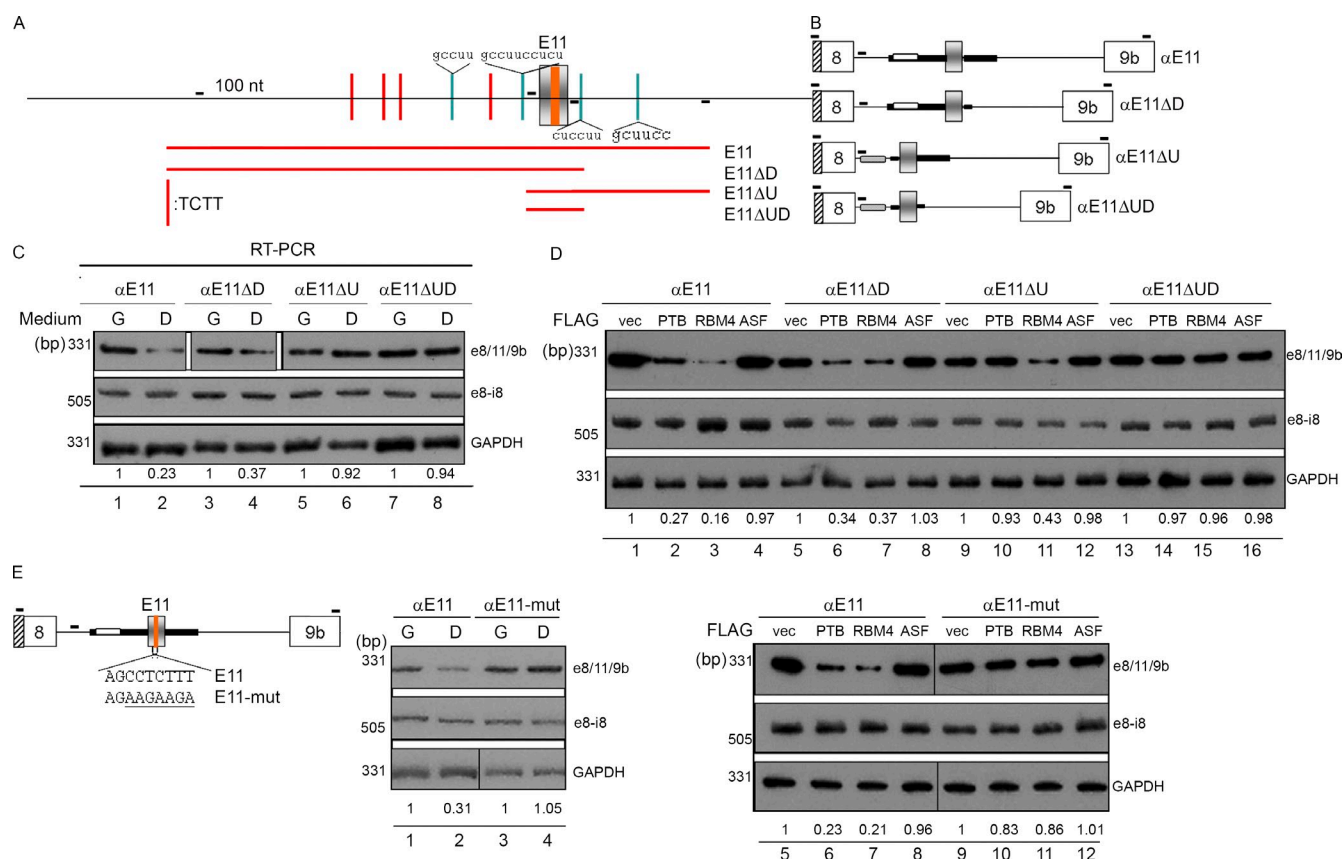 A
E11
gccuu gccuuccucu
100 nt
cuccuu gcuucc
E11
E11ΔD
E11ΔU
E11ΔUD
:TCTT
B
8 9b αE11
8 9b αE11ΔD
8 9b αE11ΔU
8 9b αE11ΔUD
C
RT-PCR
αE11 αE11ΔD αE11ΔU αE11ΔUD
Medium G D G D G D G D
(bp) 331 e8/11/9b
505 e8-i8
331 GAPDH
1 0.23 1 0.37 1 0.92 1 0.94
1 2 3 4 5 6 7 8
D
αE11 αE11ΔD αE11ΔU αE11ΔUD
FLAG vec PTB RBM4 ASF vec PTB RBM4 ASF vec PTB RBM4 ASF vec PTB RBM4 ASF
(bp) 331 e8/11/9b
505 e8-i8
331 GAPDH
1 0.27 0.16 0.97 1 0.34 0.37 1.03 1 0.93 0.43 0.98 1 0.97 0.96 0.98
1 2 3 4 5 6 7 8 9 10 11 12 13 14 15 16
E
E11
8 9b
AGCCTCTTT E11
AGAAGAAGA E11-mut
αE11 αE11-mut
G D G D
(bp)
331 e8/11/9b
505 e8-i8
331 GAPDH
1 0.31 1 1.05
1 2 3 4
αE11 αE11-mut
FLAG vec PTB RBM4 ASF vec PTB RBM4 ASF
(bp) 331 e8/11/9b
505 e8-i8
331 GAPDH
1 0.23 0.21 0.96 1 0.83 0.86 1.01
5 6 7 8 9 10 11 12